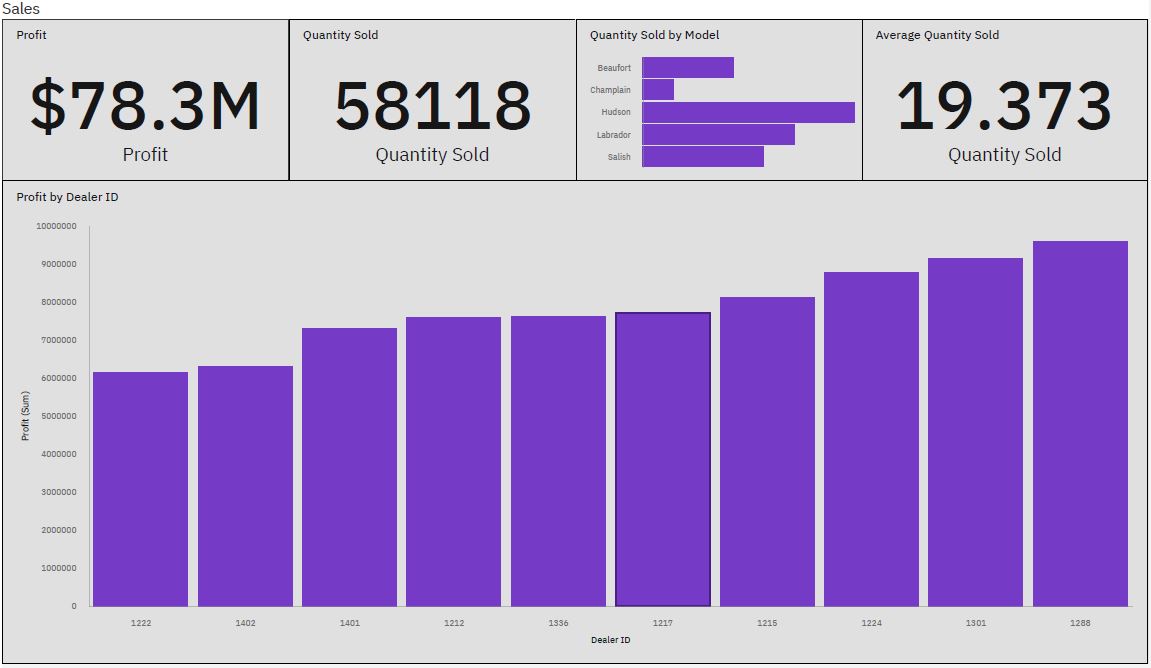 Sales
Profit
$78.3M
Profit
Quantity Sold
58118
Quantity Sold
Quantity Sold by Model
Beaufort
Champlain
Hudson
Labrador
Salish
Average Quantity Sold
19.373
Quantity Sold
Profit by Dealer ID
Profit (Sum)
10000000
9000000
8000000
7000000
6000000
5000000
4000000
3000000
2000000
1000000
0
1222 1402 1401 1212 1336 1217 1215 1224 1301 1288
Dealer ID